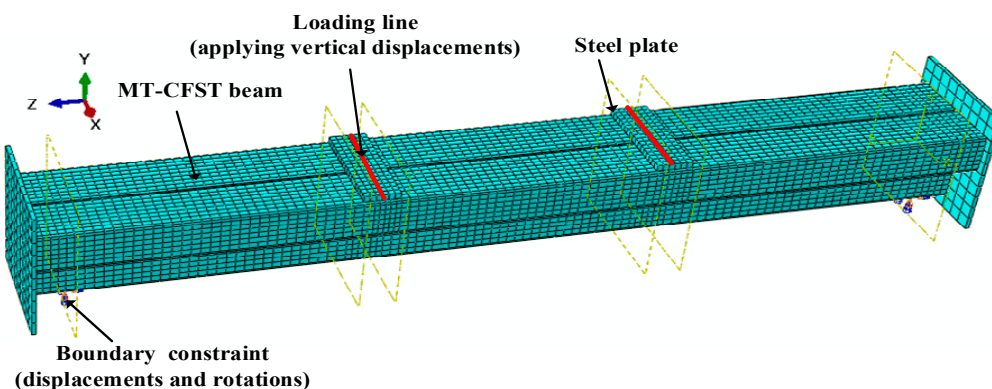 Loading line
(applying vertical displacements)
Steel plate
Y
Z
X
MT-CFST beam
Boundary constraint
(displacements and rotations)